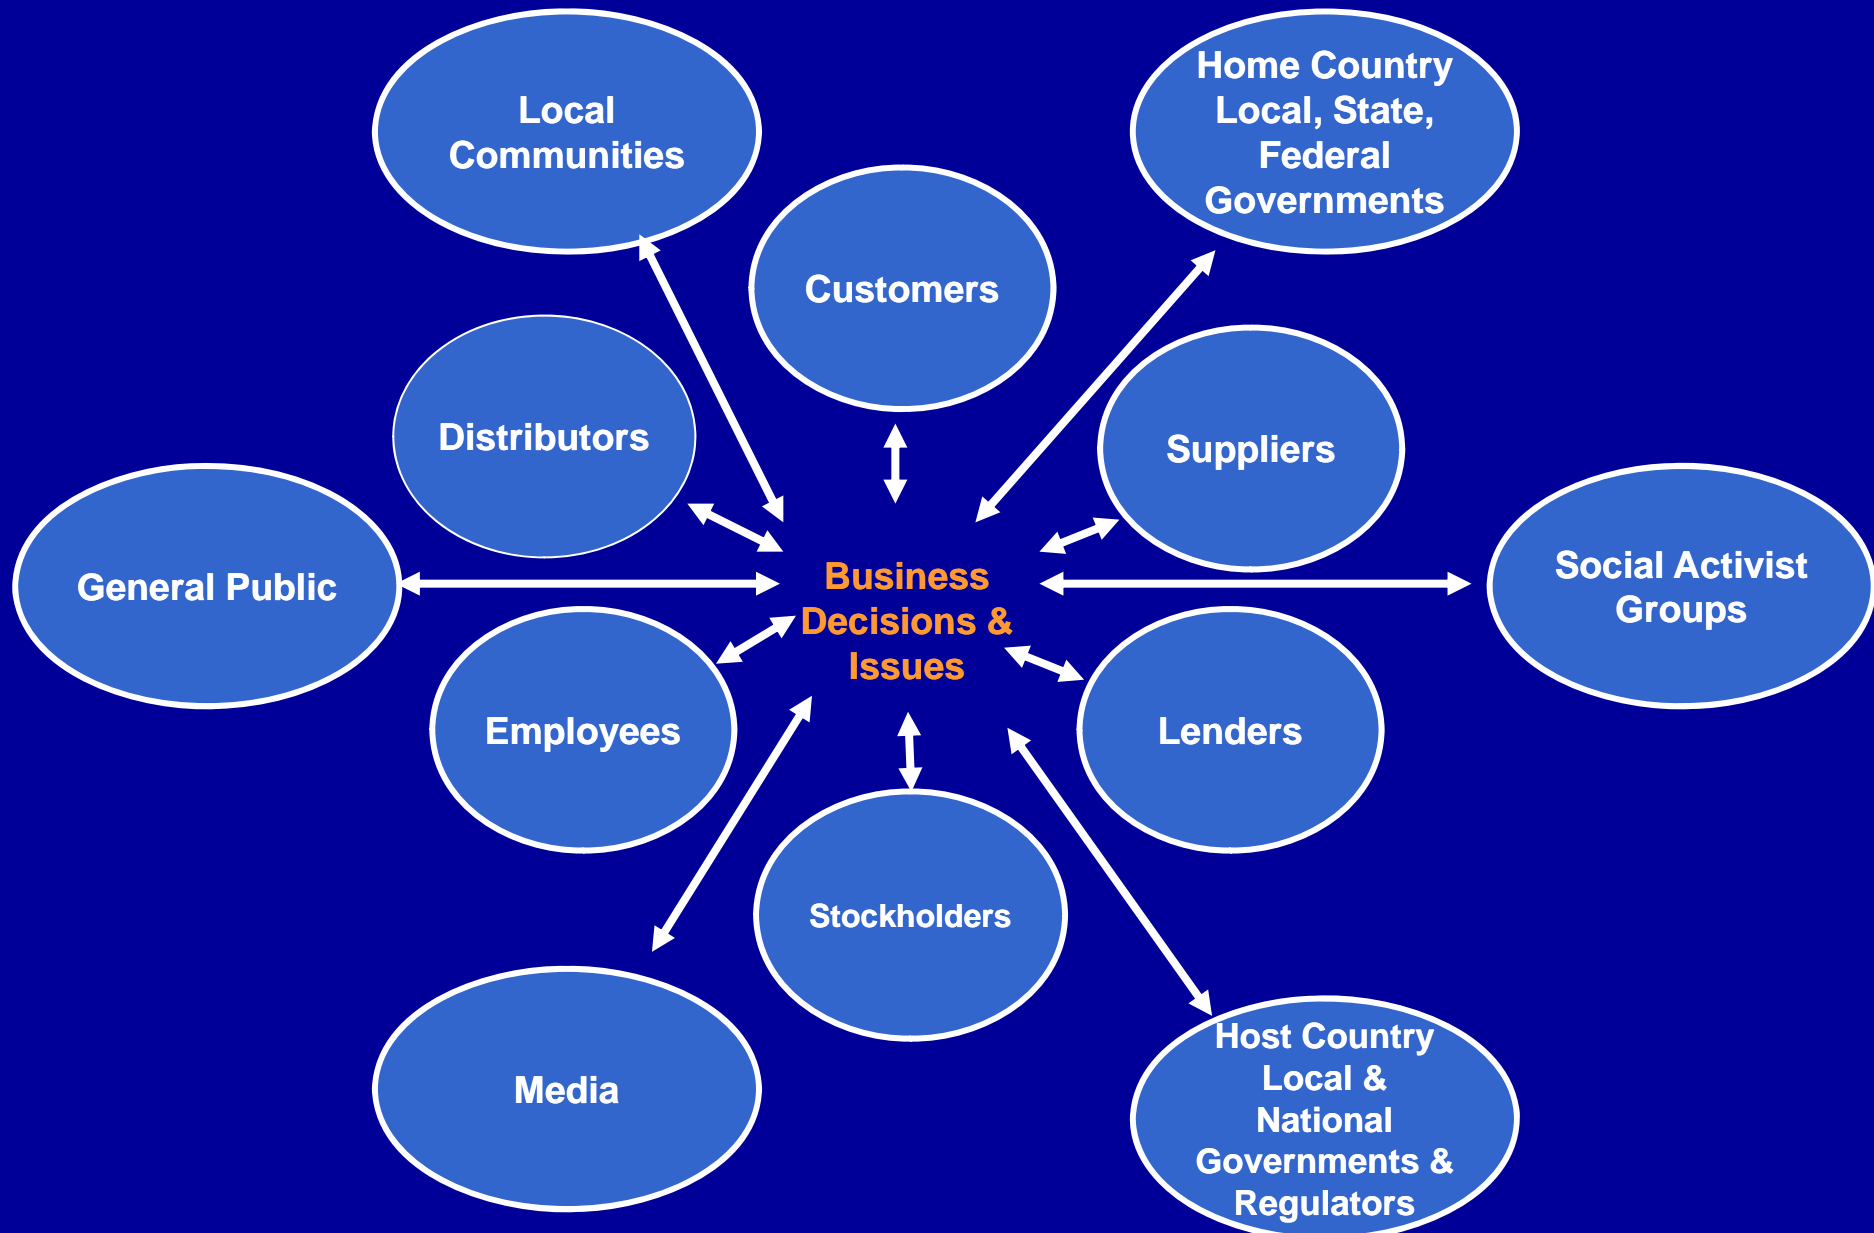 Local
Communities
Home Country
Local, State,
Federal
Governments
Customers
Distributors
Suppliers
General Public
Business
Decisions &
Issues
Social Activist
Groups
Employees
Lenders
Stockholders
Media
Host Country
Local &
National
Governments &
Regulators